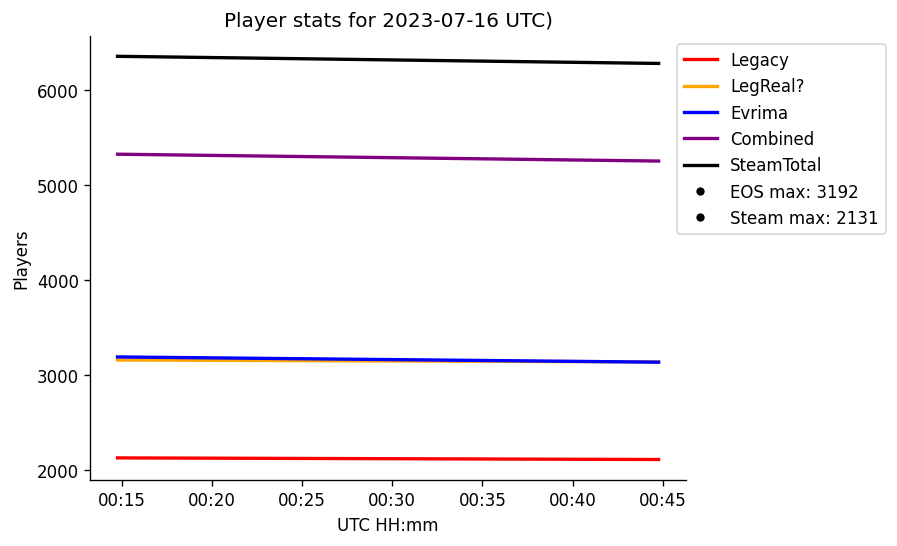 Player stats for 2023-07-16 UTC)
Legacy
LegReal?
Evrima
Combined
SteamTotal
EOS max: 3192
Steam max: 2131
Players
6000
5000
4000
3000
2000
00:15 00:20 00:25 00:30 00:35 00:40 00:45
UTC HH:mm